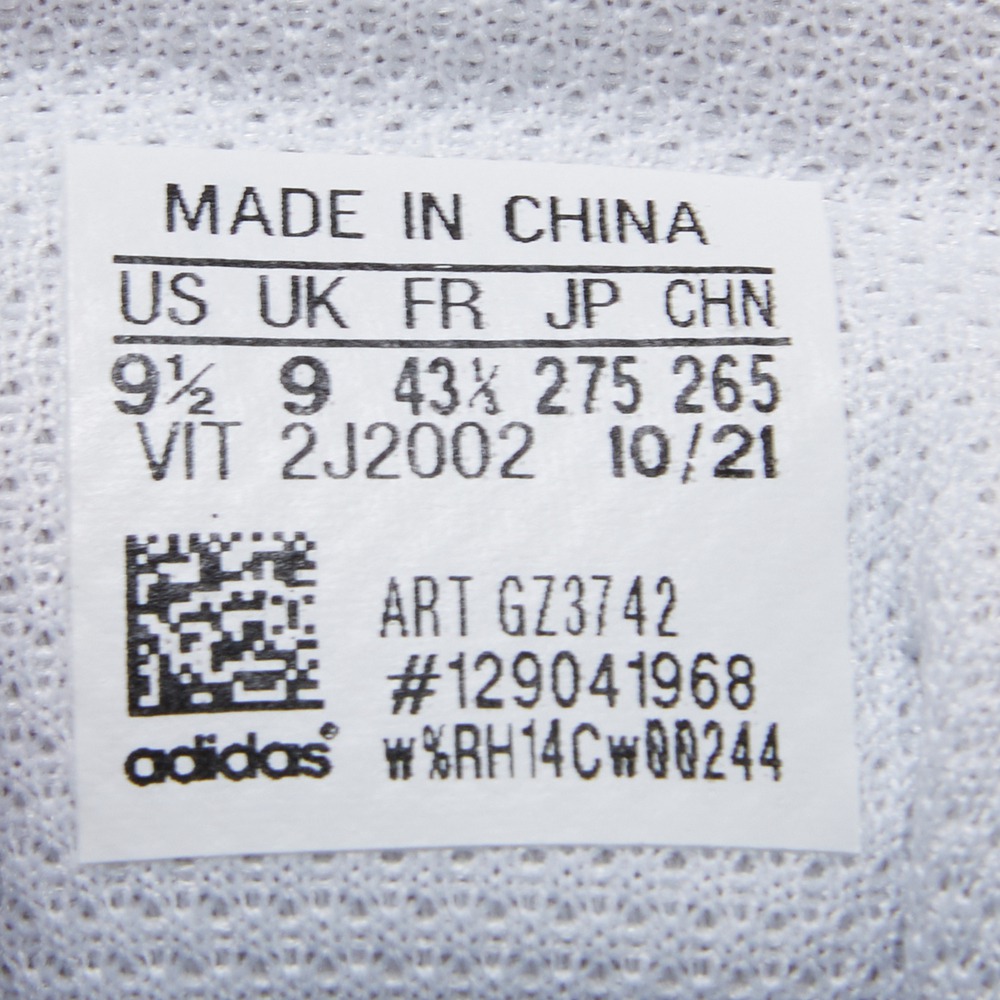 MADE IN CHINA
US UK FR JP CHN
9½ 9 43⅓ 275 265
VIT 2J2002 10/21
ART GZ3742
#129041968
adidas®
w%RH14Cw00244